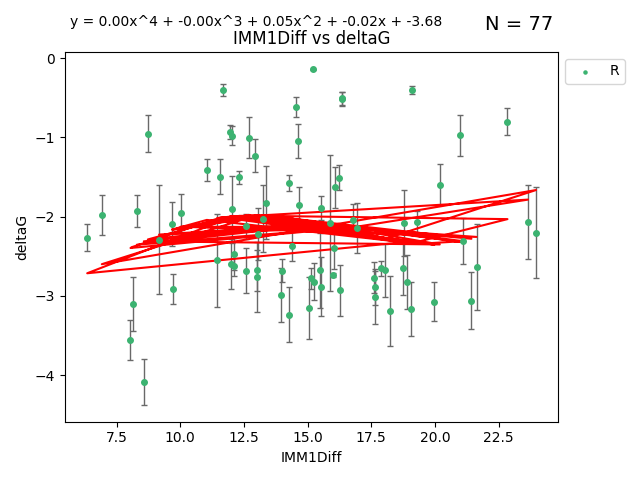 y = 0.00x^4 + -0.00x^3 + 0.05x^2 + -0.02x + -3.68
N = 77
IMM1Diff vs deltaG
R
0
−1
−2
−3
−4
deltaG
7.5 10.0 12.5 15.0 17.5 20.0 22.5
IMM1Diff